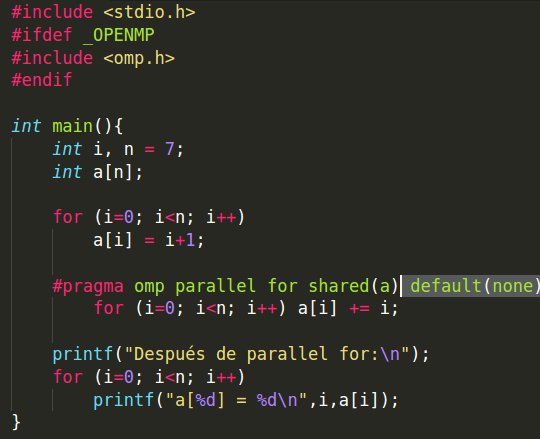 #include <stdio.h>
#ifdef _OPENMP
#include <omp.h>
#endif
int main(){
int i, n = 7;
int a[n];
for (i=0; i<n; i++)
a[i] = i+1;
#pragma omp parallel for shared(a) default(none)
for (i=0; i<n; i++) a[i] += i;
printf("Después de parallel for:\n");
for (i=0; i<n; i++)
printf("a[%d] = %d\n",i,a[i]);
}